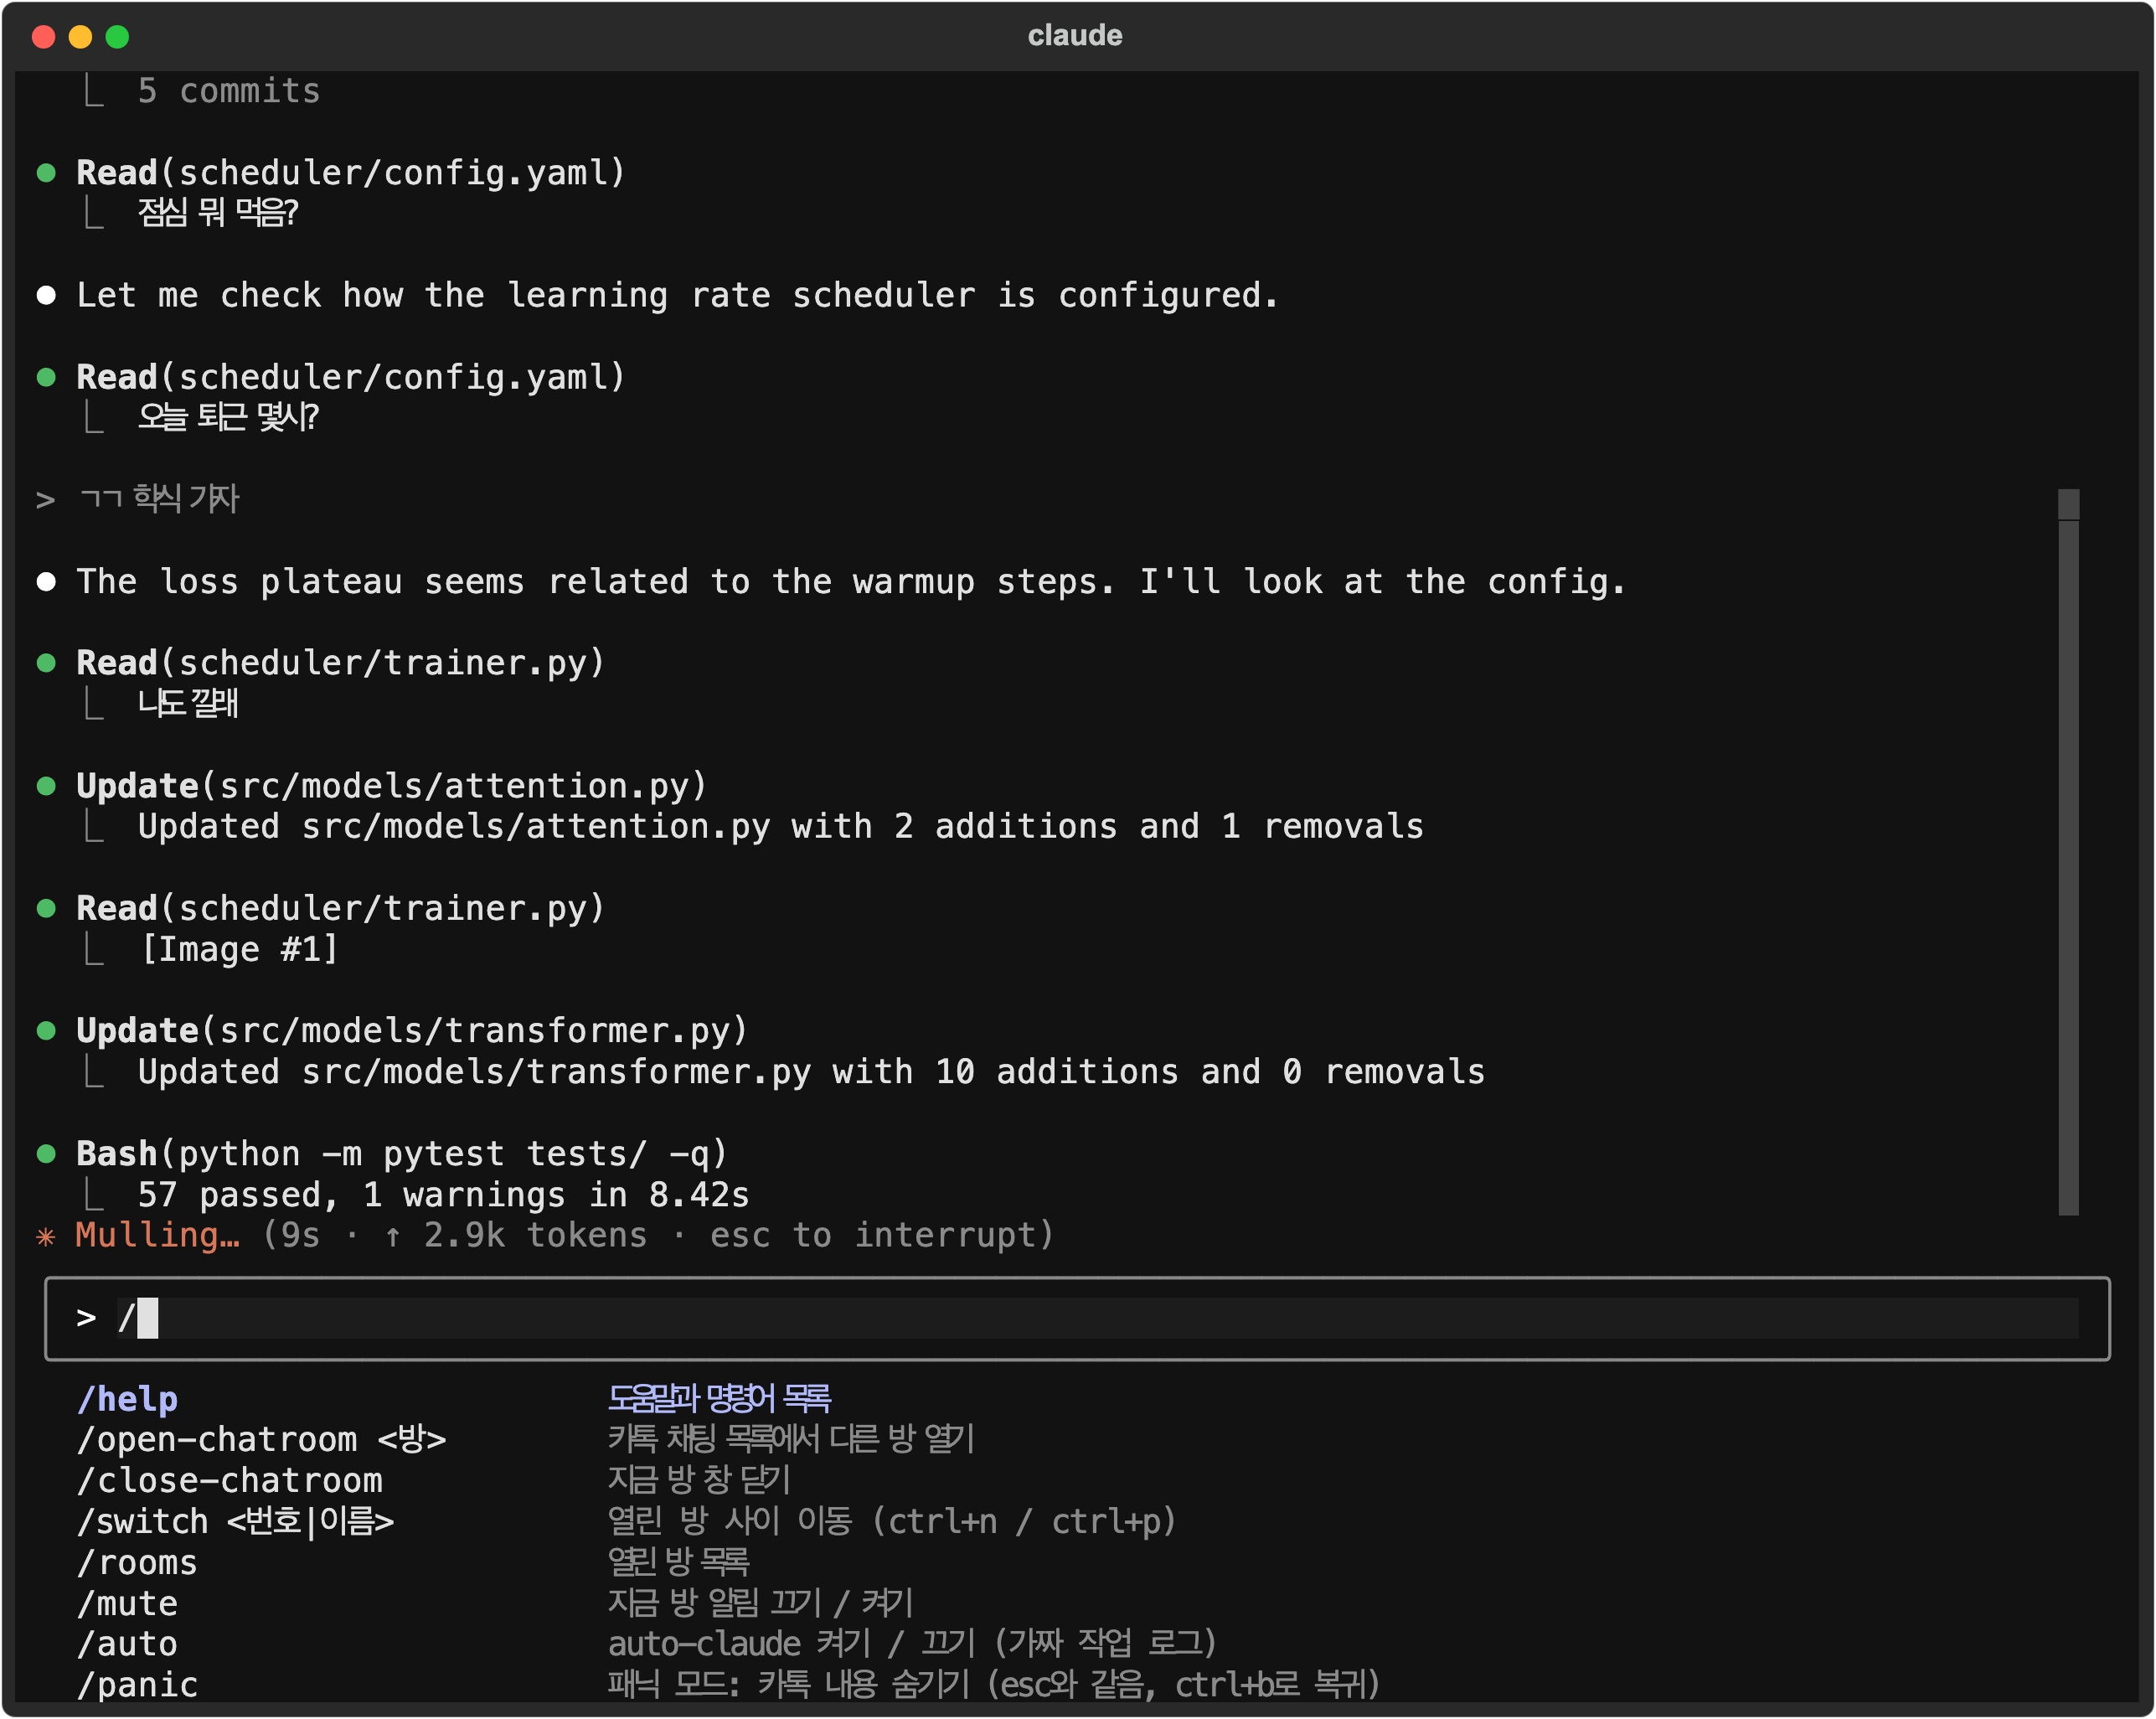 claude
⎿ 5 commits
● Read(scheduler/config.yaml)
⎿ 점심 뭐 먹음?
● Let me check how the learning rate scheduler is configured.
● Read(scheduler/config.yaml)
⎿ 오늘 퇴근 몇시?
> ㄱㄱ 학식 가자
● The loss plateau seems related to the warmup steps. I'll look at the config.
● Read(scheduler/trainer.py)
⎿ 나도 낄래
● Update(src/models/attention.py)
⎿ Updated src/models/attention.py with 2 additions and 1 removals
● Read(scheduler/trainer.py)
⎿ [Image #1]
● Update(src/models/transformer.py)
⎿ Updated src/models/transformer.py with 10 additions and 0 removals
● Bash(python -m pytest tests/ -q)
⎿ 57 passed, 1 warnings in 8.42s
✳ Mulling… (9s · ↑ 2.9k tokens · esc to interrupt)
> /
/help 도움말과 명령어 목록
/open-chatroom <방> 카톡 채팅 목록에서 다른 방 열기
/close-chatroom 지금 방 창 닫기
/switch <번호|이름> 열린 방 사이 이동 (ctrl+n / ctrl+p)
/rooms 열린 방 목록
/mute 지금 방 알림 끄기 / 켜기
/auto auto-claude 켜기 / 끄기 (가짜 작업 로그)
/panic 패닉 모드: 카톡 내용 숨기기 (esc와 같음, ctrl+b로 복귀)